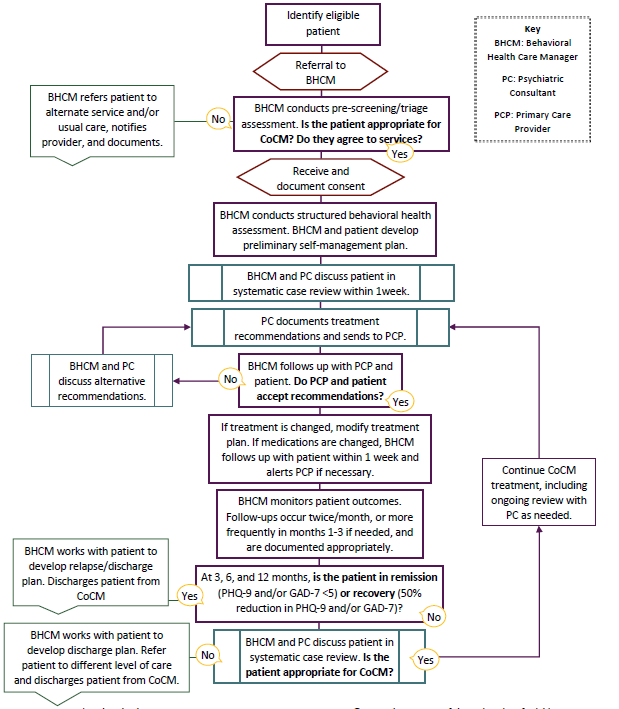 Identify eligible
patient
Key
BHCM: Behavioral
Health Care Manager
PC: Psychiatric
Consultant
PCP: Primary Care
Provider
Referral to
BHCM
BHCM refers patient to
alternate service and/or
usual care, notifies
provider, and documents.
No
BHCM conducts pre-screening/triage
assessment. Is the patient appropriate for
CoCM? Do they agree to services?
Yes
Receive and
document consent
BHCM conducts structured behavioral health
assessment. BHCM and patient develop
preliminary self-management plan.
BHCM and PC discuss patient in
systematic case review within 1week.
PC documents treatment
recommendations and sends to PCP.
BHCM and PC
discuss alternative
recommendations.
No
BHCM follows up with PCP and
patient. Do PCP and patient
accept recommendations?
Yes
If treatment is changed, modify treatment
plan. If medications are changed, BHCM
follows up with patient within 1 week and
alerts PCP if necessary.
Continue CoCM
treatment, including
ongoing review with
PC as needed.
BHCM monitors patient outcomes.
Follow-ups occur twice/month, or more
frequently in months 1-3 if needed, and
are documented appropriately.
BHCM works with patient to
develop relapse/discharge
plan. Discharges patient from
CoCM
Yes
At 3, 6, and 12 months, is the patient in remission
(PHQ-9 and/or GAD-7 <5) or recovery (50%
reduction in PHQ-9 and/or GAD-7)?
No
BHCM works with patient to
develop discharge plan. Refer
patient to different level of care
and discharges patient from CoCM.
No
BHCM and PC discuss patient in
systematic case review. Is the
patient appropriate for CoCM?
Yes